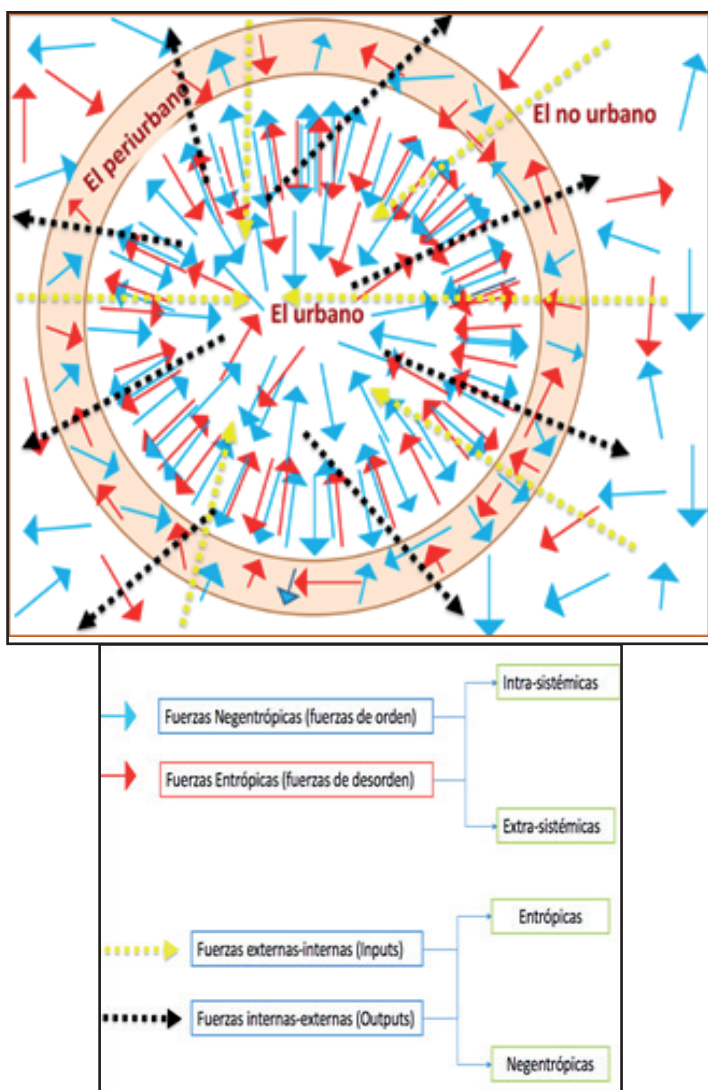 El periurbano
El no urbano
El urbano
Intra-sistémicas
Fuerzas Negentrópicas (fuerzas de orden)
Fuerzas Entrópicas (fuerzas de desorden)
Extra-sistémicas
Entrópicas
Fuerzas externas-internas (Inputs)
Fuerzas internas-externas (Outputs)
Negentrópicas